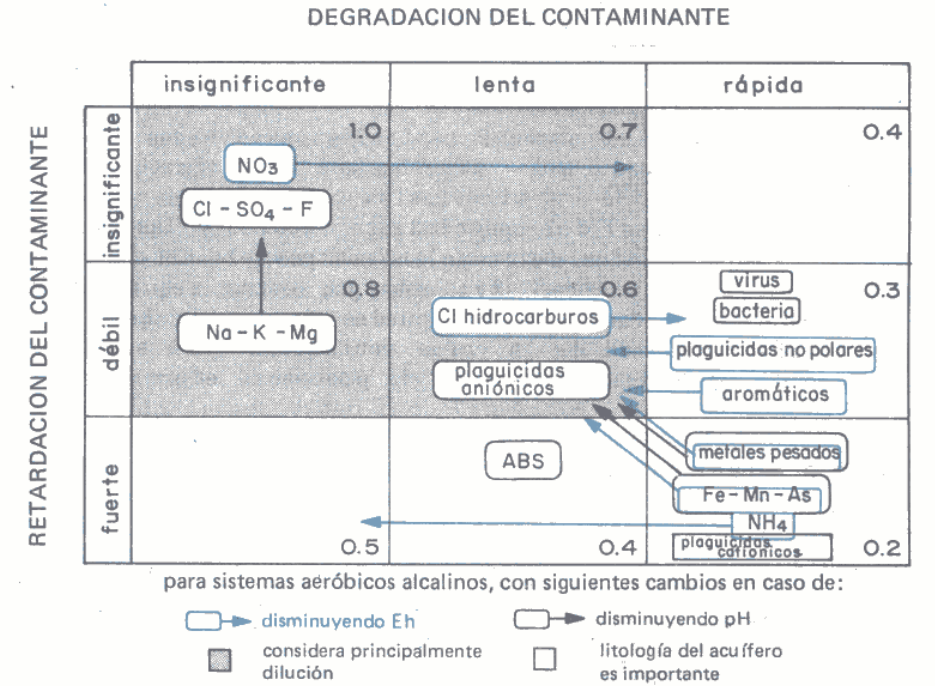 DEGRADACION DEL CONTAMINANTE
insignificante lenta rápida
RETARDACION DEL CONTAMINANTE
insignificante
1.0 0.7 0.4
NO3
Cl - SO4 - F
débil
0.8 0.6 0.3
Na - K - Mg
Cl hidrocarburos
plaguicidas
aniónicos
virus
bacteria
plaguicidas no polares
aromáticos
fuerte
ABS
metales pesados
Fe - Mn - As
NH4
plaguicidas
catiónicos
0.5 0.4 0.2
para sistemas aeróbicos alcalinos, con siguientes cambios en caso de:
disminuyendo Eh disminuyendo pH
considera principalmente
dilución
litología del acuífero
es importante